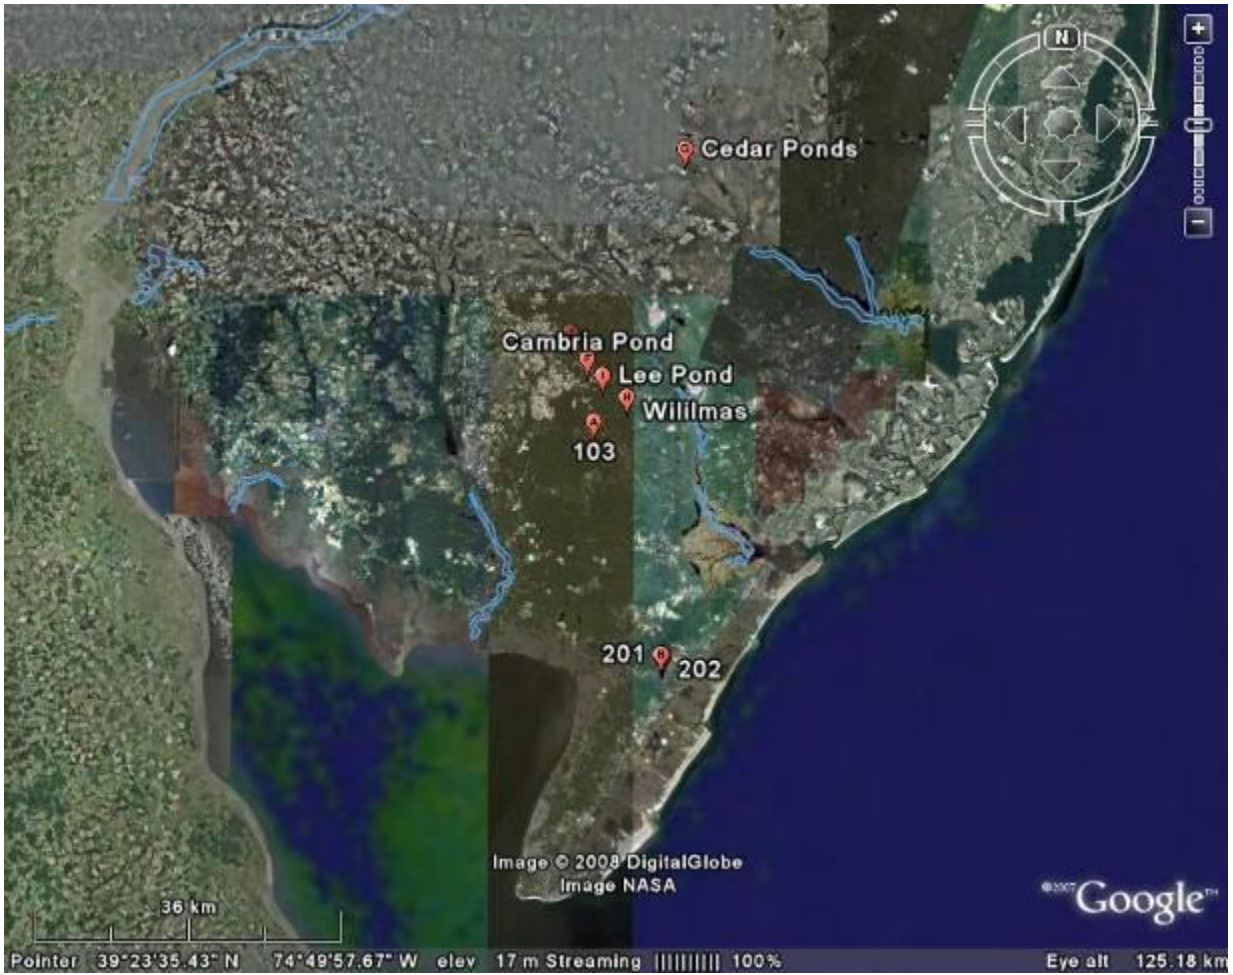 N
+
G Cedar Ponds
−
Cambria Pond
F
I Lee Pond
H Wililmas
A
103
201 B 202
Image © 2008 DigitalGlobe
Image NASA
©2007 Google™
36 km
Pointer 39°23'35.43" N 74°49'57.67" W elev 17 m Streaming |||||||||| 100% Eye alt 125.18 km